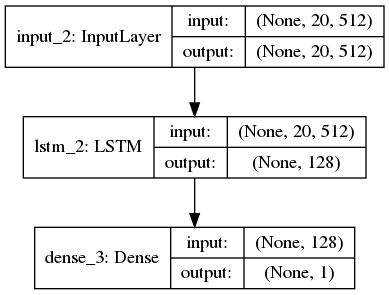 input_2: InputLayer
input: (None, 20, 512)
output: (None, 20, 512)
lstm_2: LSTM
input: (None, 20, 512)
output: (None, 128)
dense_3: Dense
input: (None, 128)
output: (None, 1)